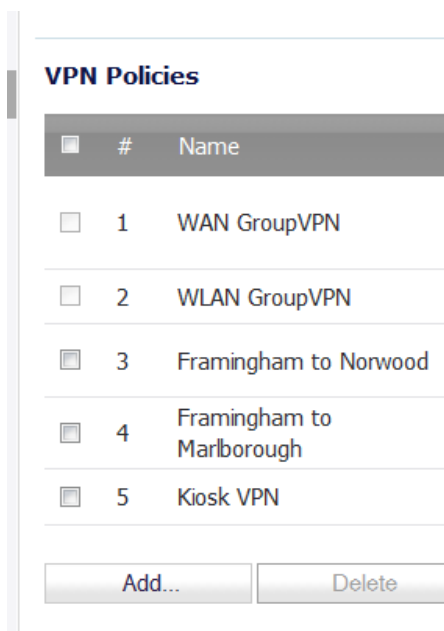 VPN Policies
# Name
1 WAN GroupVPN
2 WLAN GroupVPN
3 Framingham to Norwood
4 Framingham to
Marlborough
5 Kiosk VPN
Add... Delete